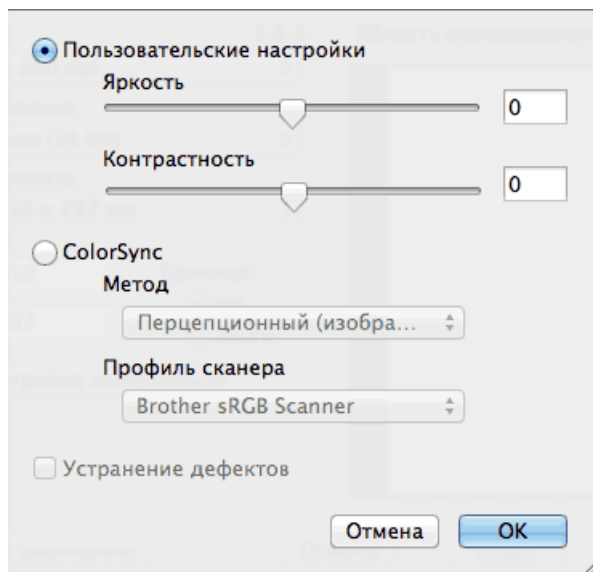 Пользовательские настройки
Яркость
0
Контрастность
0
ColorSync
Метод
Перцепционный (изобра...
Профиль сканера
Brother sRGB Scanner
Устранение дефектов
Отмена OK